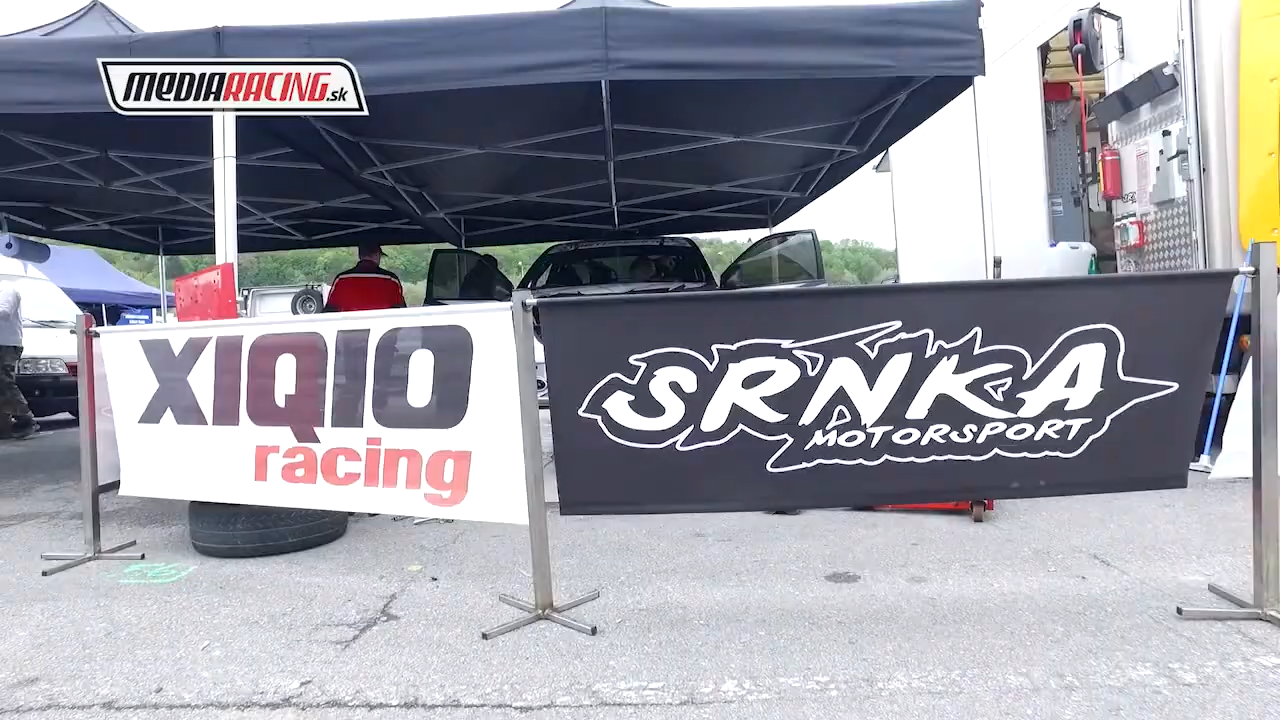 MEDIARACING.sk
XIQIO
racing
SRNKA
MOTORSPORT